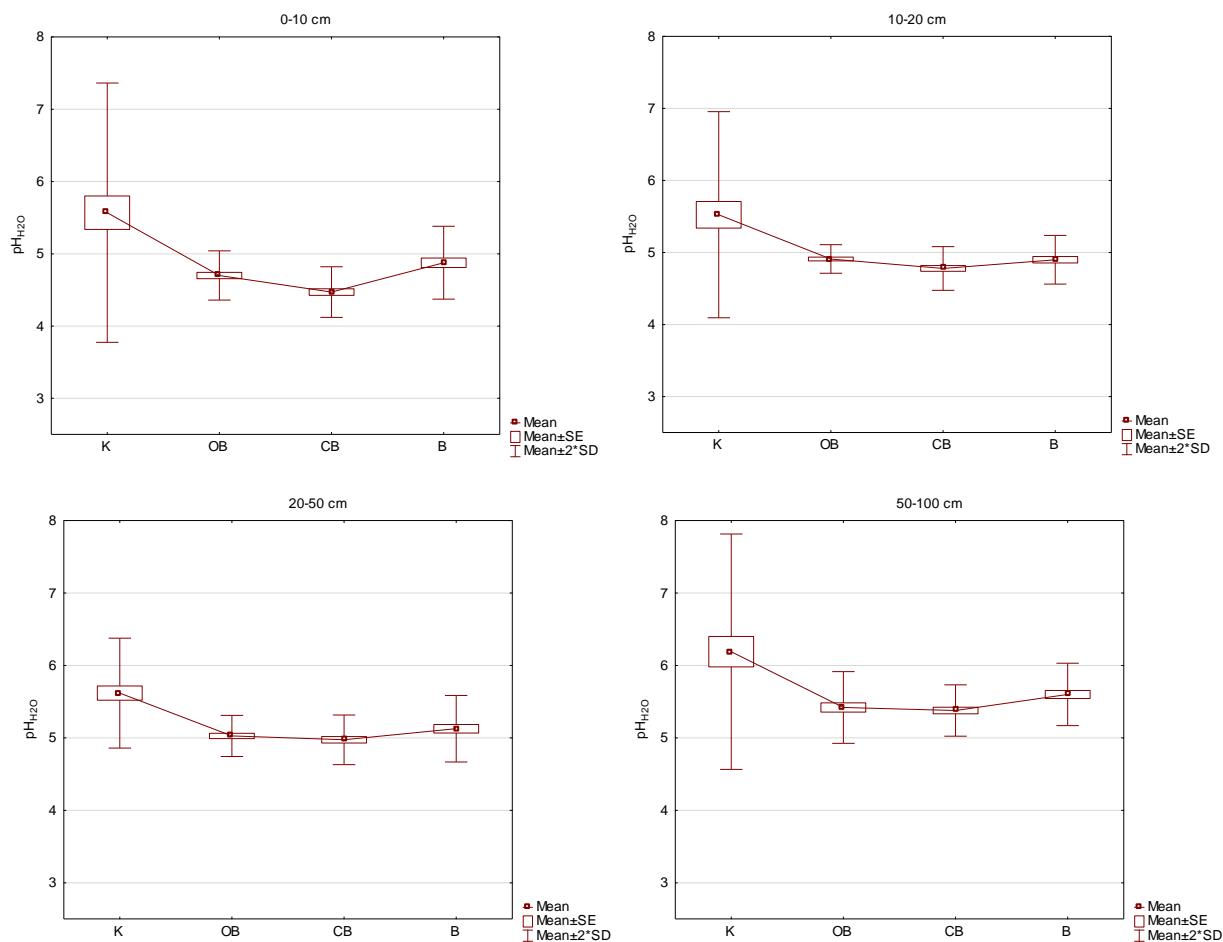 0-10 cm
8
7
6
5
4
3
pHH2O
K OB CB B
Mean
Mean±SE
Mean±2*SD
10-20 cm
8
7
6
5
4
3
pHH2O
K OB CB B
Mean
Mean±SE
Mean±2*SD
20-50 cm
8
7
6
5
4
3
pHH2O
K OB CB B
Mean
Mean±SE
Mean±2*SD
50-100 cm
8
7
6
5
4
3
pHH2O
K OB CB B
Mean
Mean±SE
Mean±2*SD